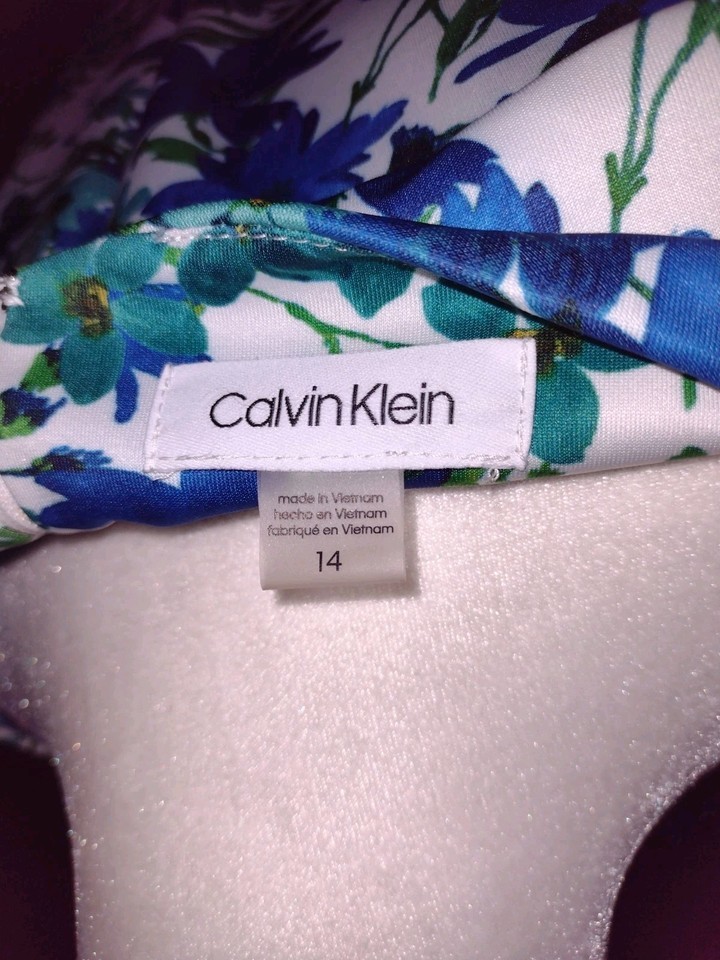 Calvin Klein
made in Vietnam
hecho en Vietnam
fabriqué en Vietnam
14